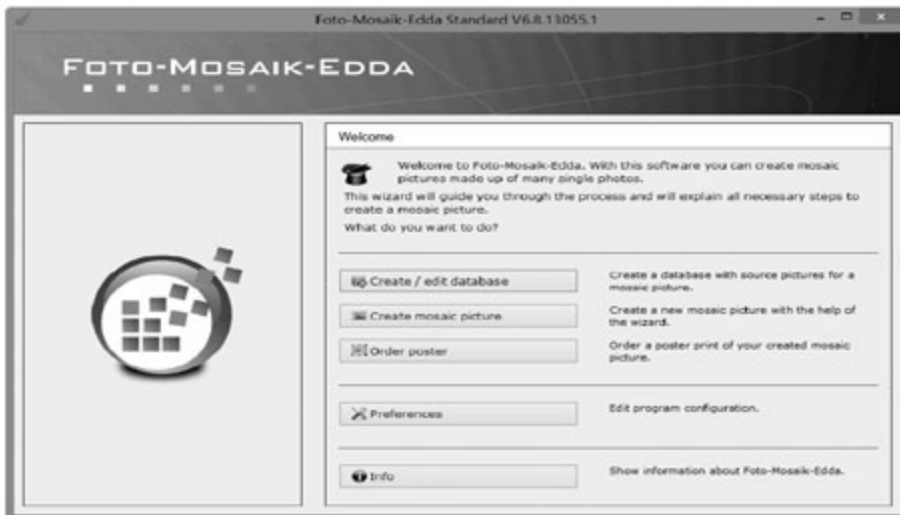 Foto-Mosaik-Edda Standard V6.8.13055.1
FOTO-MOSAIK-EDDA
Welcome
Welcome to Foto-Mosaik-Edda. With this software you can create mosaic
pictures made up of many single photos.
This wizard will guide you through the process and will explain all necessary steps to
create a mosaic picture.
What do you want to do?
Create / edit database
Create a database with source pictures for a
mosaic picture.
Create mosaic picture
Create a new mosaic picture with the help of
the wizard.
Order poster
Order a poster print of your created mosaic
picture.
Preferences
Edit program configuration.
Info
Show information about Foto-Mosaik-Edda.